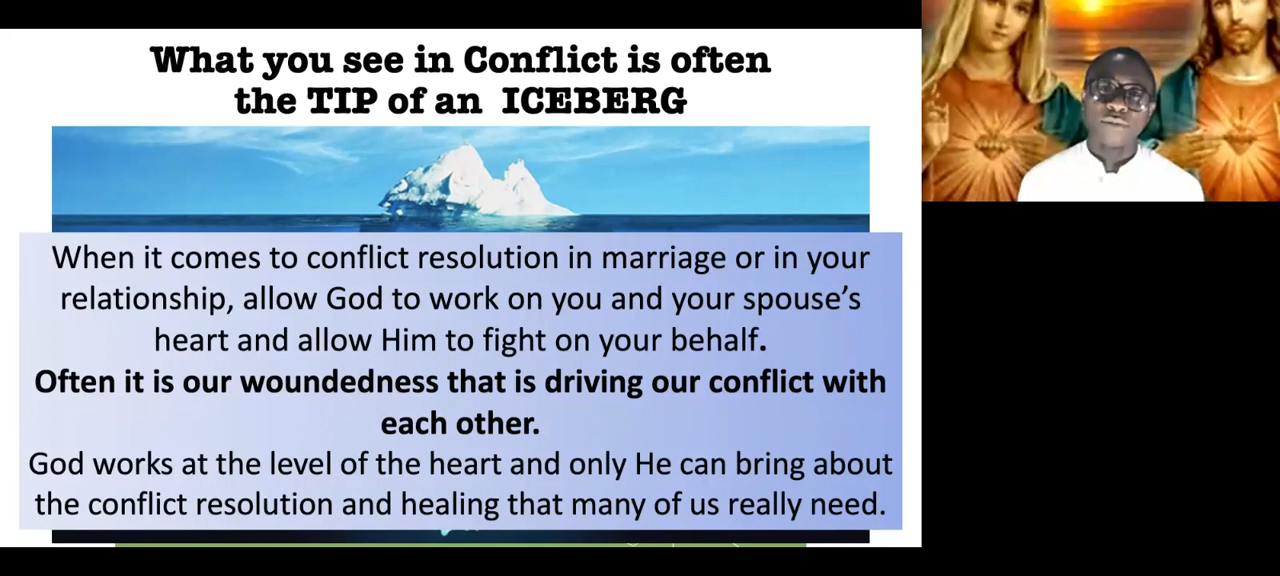 What you see in Conflict is often
the TIP of an ICEBERG
When it comes to conflict resolution in marriage or in your
relationship, allow God to work on you and your spouse's
heart and allow Him to fight on your behalf.
Often it is our woundedness that is driving our conflict with
each other.
God works at the level of the heart and only He can bring about
the conflict resolution and healing that many of us really need.